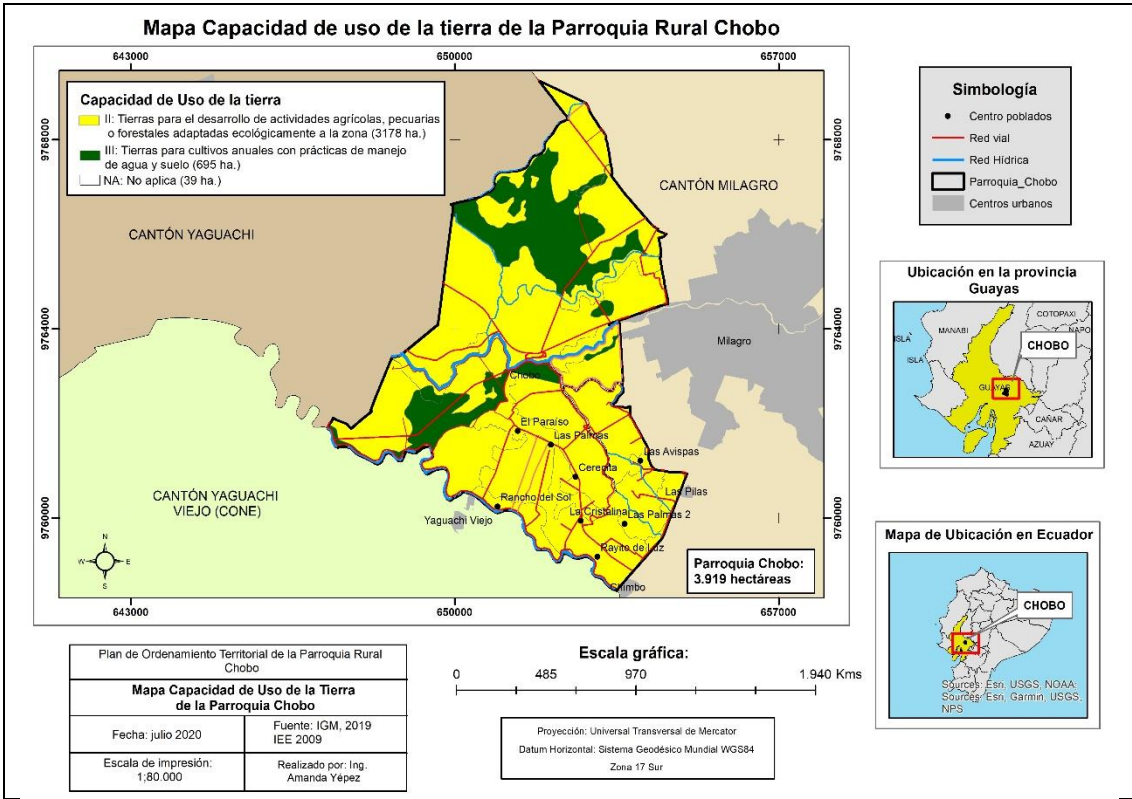 Mapa Capacidad de uso de la tierra de la Parroquia Rural Chobo
643000
650000
657000
9768000
9764000
9760000
9768000
9764000
9760000
643000
650000
657000
Capacidad de Uso de la tierra
II: Tierras para el desarrollo de actividades agrícolas, pecuarias
o forestales adaptadas ecológicamente a la zona (3178 ha.)
III: Tierras para cultivos anuales con prácticas de manejo
de agua y suelo (695 ha.)
NA: No aplica (39 ha.)
CANTÓN MILAGRO
CANTÓN YAGUACHI
Milagro
Chobo
El Paraíso
Las Palmas
Las Avispas
Cerecita
Las Pilas
Rancho del Sol
CANTÓN YAGUACHI
VIEJO (CONE)
Yaguachi Viejo
La Cristalina
Las Palmas 2
Rayito de Luz
Chimbo
N
W
E
S
Parroquia Chobo:
3.919 hectáreas
Simbología
Centro poblados
Red vial
Red Hídrica
Parroquia_Chobo
Centros urbanos
Ubicación en la provincia
Guayas
COTOPAXI
MANABI
NAPO
ISLA
ISLA
CHOBO
GUAYAS
CAÑAR
AZUAY
Mapa de Ubicación en Ecuador
CHOBO
Sources: Esri, USGS, NOAA;
Sources: Esri, Garmin, USGS,
NPS
Plan de Ordenamiento Territorial de la Parroquia Rural
Chobo
Mapa Capacidad de Uso de la Tierra
de la Parroquia Chobo
Fecha: julio 2020
Fuente: IGM, 2019
IEE 2009
Escala de impresión:
1;80.000
Realizado por: Ing.
Amanda Yépez
Escala gráfica:
0
485
970
1.940 Kms
Proyección: Universal Transversal de Mercator
Datum Horizontal: Sistema Geodésico Mundial WGS84
Zona 17 Sur